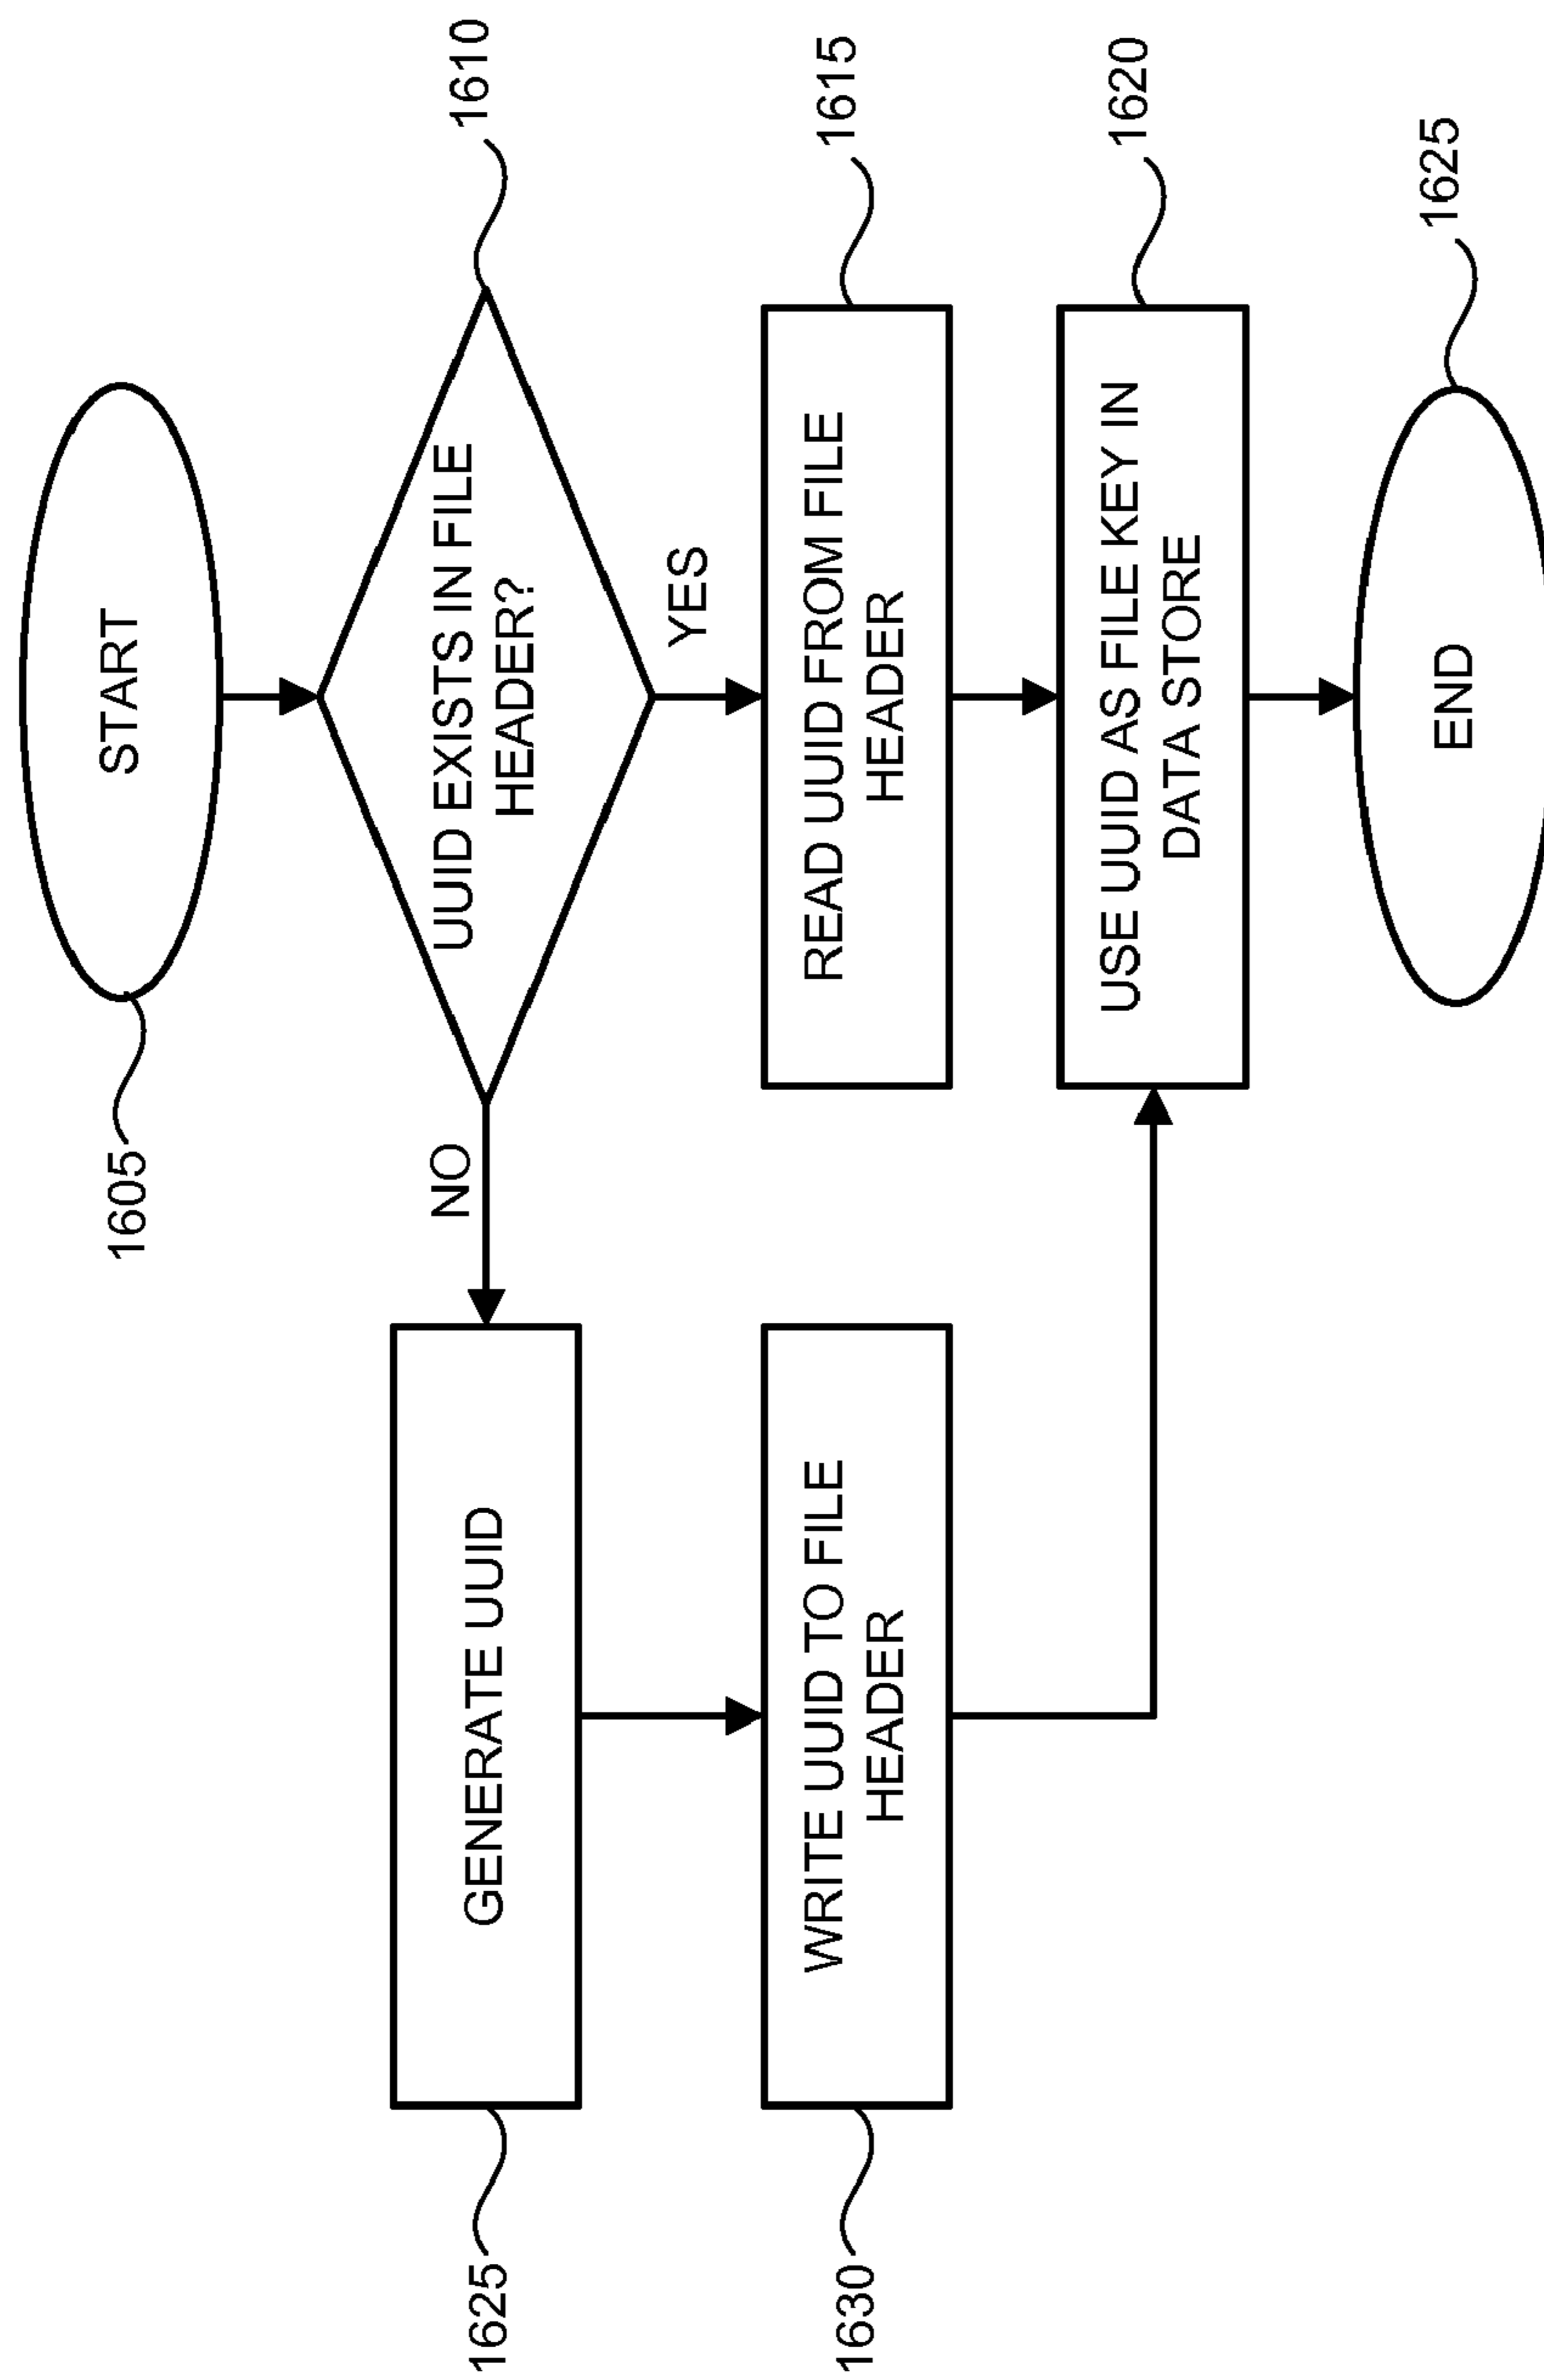 START
1605
1610
UUID EXISTS IN FILE
HEADER?
NO
YES
1625
GENERATE UUID
READ UUID FROM FILE
HEADER
1615
1630
WRITE UUID TO FILE
HEADER
USE UUID AS FILE KEY IN
DATA STORE
1620
END
1625